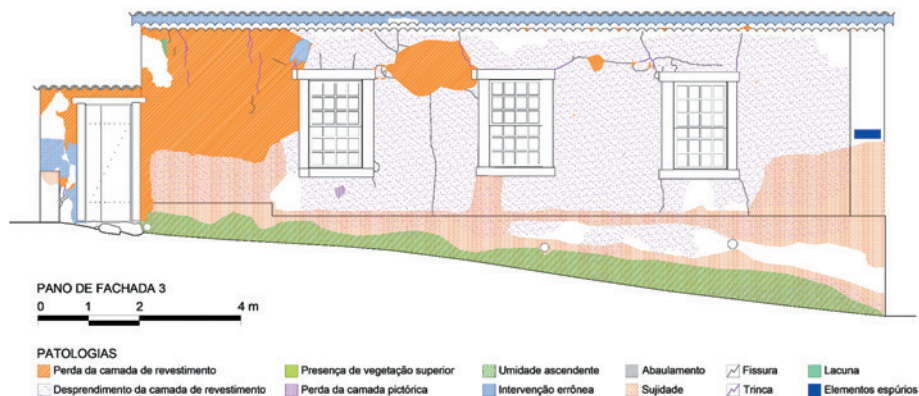 PANO DE FACHADA 3
0 1 2 4 m
PATOLOGIAS
Perda da camada de revestimento Presença de vegetação superior Umidade ascendente Abaulamento Fissura Lacuna
Desprendimento da camada de revestimento Perda da camada pictórica Intervenção errônea Sujidade Trinca Elementos espúrios